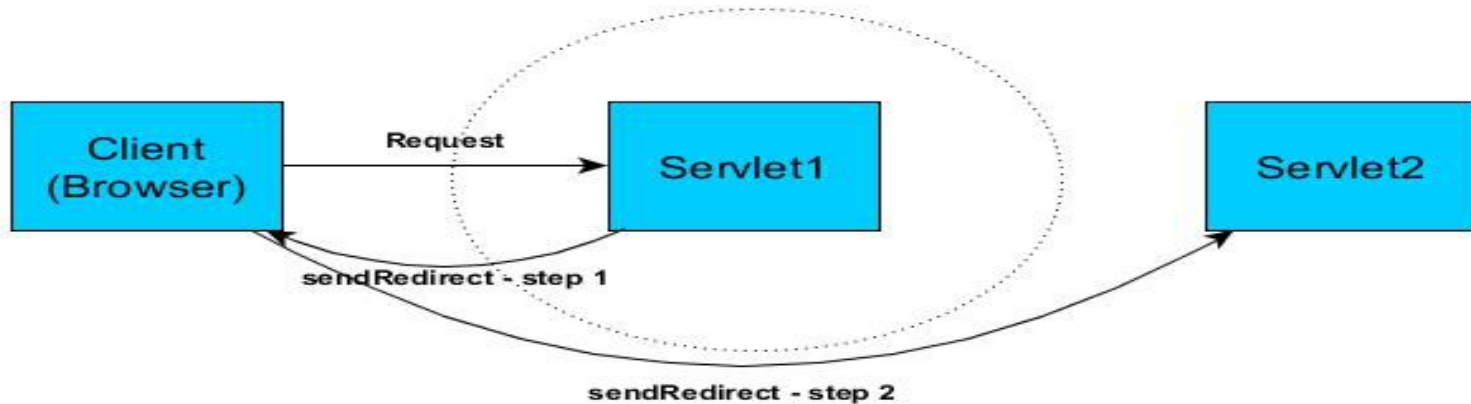 Client
(Browser)
Request
Servlet1
Servlet2
sendRedirect - step 1
sendRedirect - step 2